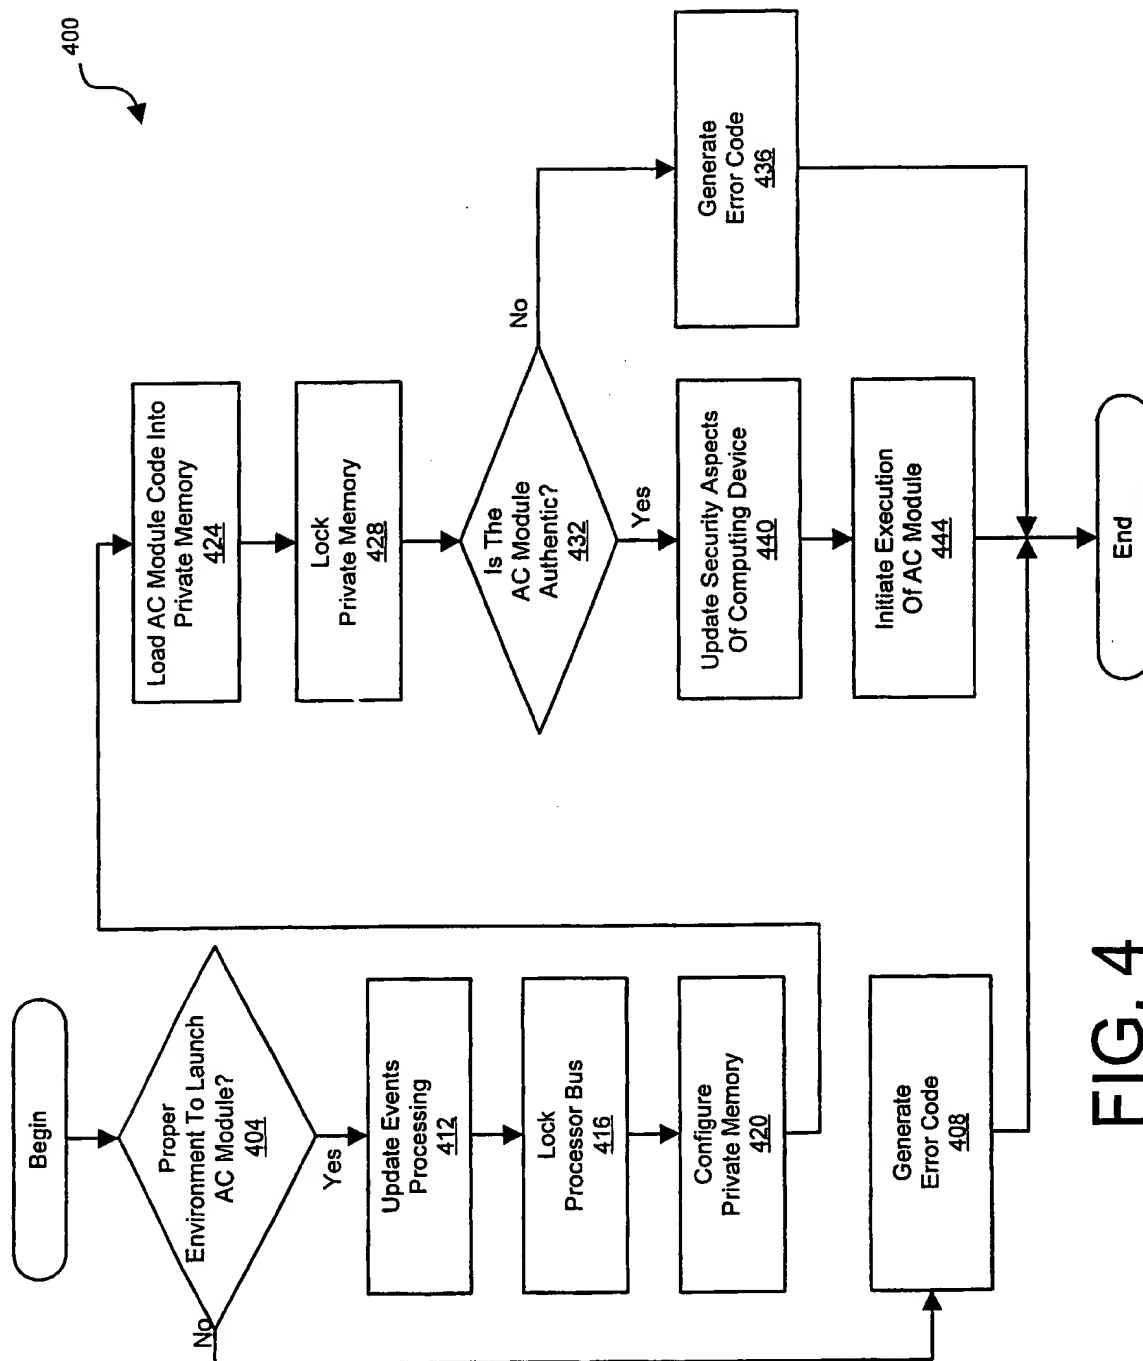 400
Begin
Proper
Environment To Launch
AC Module?
404
No
Yes
Update Events
Processing
412
Lock
Processor Bus
416
Configure
Private Memory
420
Generate
Error Code
408
Load AC Module Code Into
Private Memory
424
Lock
Private Memory
428
Is The
AC Module
Authentic?
432
No
Yes
Generate
Error Code
436
Update Security Aspects
Of Computing Device
440
Initiate Execution
Of AC Module
444
End
FIG. 4